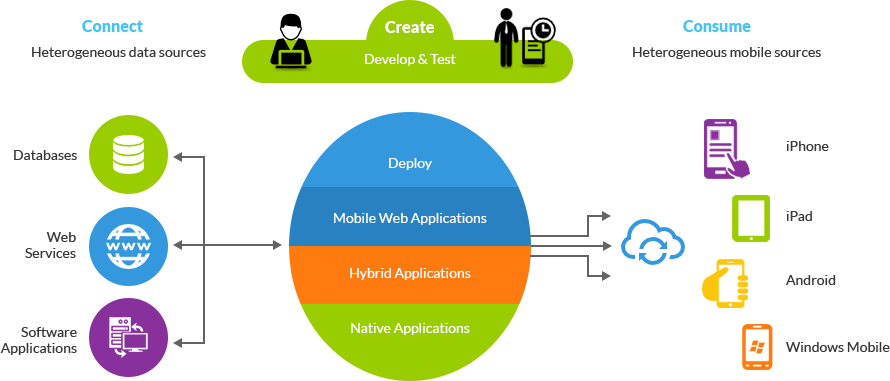 Connect
Heterogeneous data sources
Create
Develop & Test
Consume
Heterogeneous mobile sources
Databases
Web
Services
WWW
Software
Applications
Deploy
Mobile Web Applications
Hybrid Applications
Native Applications
iPhone
iPad
Android
Windows Mobile